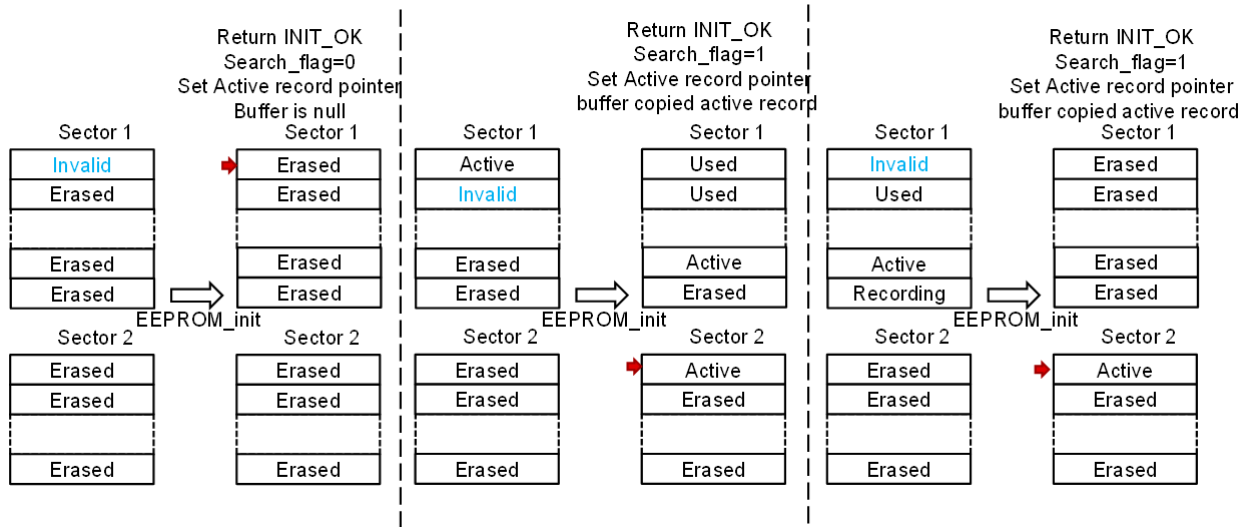 Return INIT_OK
Search_flag=0
Set Active record pointer
Buffer is null
Sector 1
Invalid
Erased
Erased
Erased
Sector 2
Erased
Erased
Erased
EEPROM_init
Sector 1
Erased
Erased
Erased
Erased
Sector 2
Erased
Erased
Erased
Return INIT_OK
Search_flag=1
Set Active record pointer
buffer copied active record
Sector 1
Active
Invalid
Erased
Erased
Sector 2
Erased
Erased
Erased
EEPROM_init
Sector 1
Used
Used
Active
Erased
Sector 2
Active
Erased
Erased
Return INIT_OK
Search_flag=1
Set Active record pointer
buffer copied active record
Sector 1
Invalid
Used
Active
Recording
Sector 2
Erased
Erased
Erased
EEPROM_init
Sector 1
Erased
Erased
Erased
Erased
Sector 2
Active
Erased
Erased